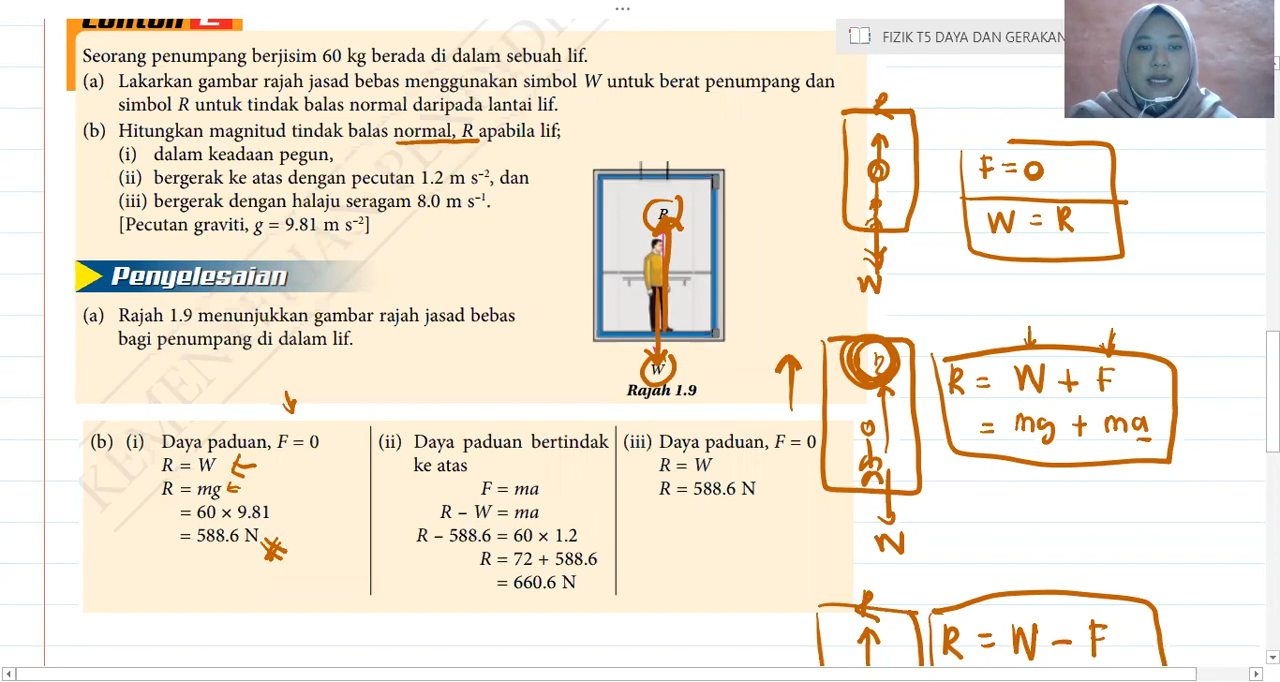 Contoh 2
FIZIK T5 DAYA DAN GERAKAN
Seorang penumpang berjisim 60 kg berada di dalam sebuah lif.
(a) Lakarkan gambar rajah jasad bebas menggunakan simbol W untuk berat penumpang dan
simbol R untuk tindak balas normal daripada lantai lif.
(b) Hitungkan magnitud tindak balas normal, R apabila lif;
(i) dalam keadaan pegun,
(ii) bergerak ke atas dengan pecutan 1.2 m s⁻², dan
(iii) bergerak dengan halaju seragam 8.0 m s⁻¹.
[Pecutan graviti, g = 9.81 m s⁻²]
R
W
Rajah 1.9
Penyelesaian
(a) Rajah 1.9 menunjukkan gambar rajah jasad bebas
bagi penumpang di dalam lif.
(b) (i) Daya paduan, F = 0
R = W
R = mg
= 60 × 9.81
= 588.6 N
(ii) Daya paduan bertindak
ke atas
F = ma
R – W = ma
R – 588.6 = 60 × 1.2
R = 72 + 588.6
= 660.6 N
(iii) Daya paduan, F = 0
R = W
R = 588.6 N
R
W
F = 0
W = R
R = W + F
= mg + ma
R
R = W - F
KEMENTERIAN PENDIDIKAN